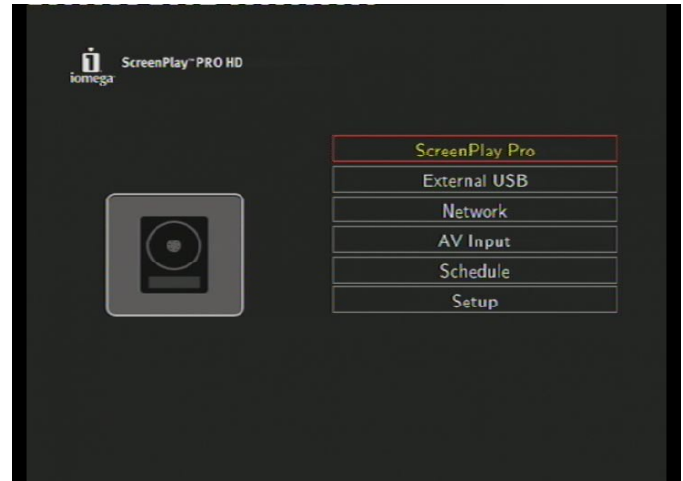 iomega
ScreenPlay™ PRO HD
ScreenPlay Pro
External USB
Network
AV Input
Schedule
Setup